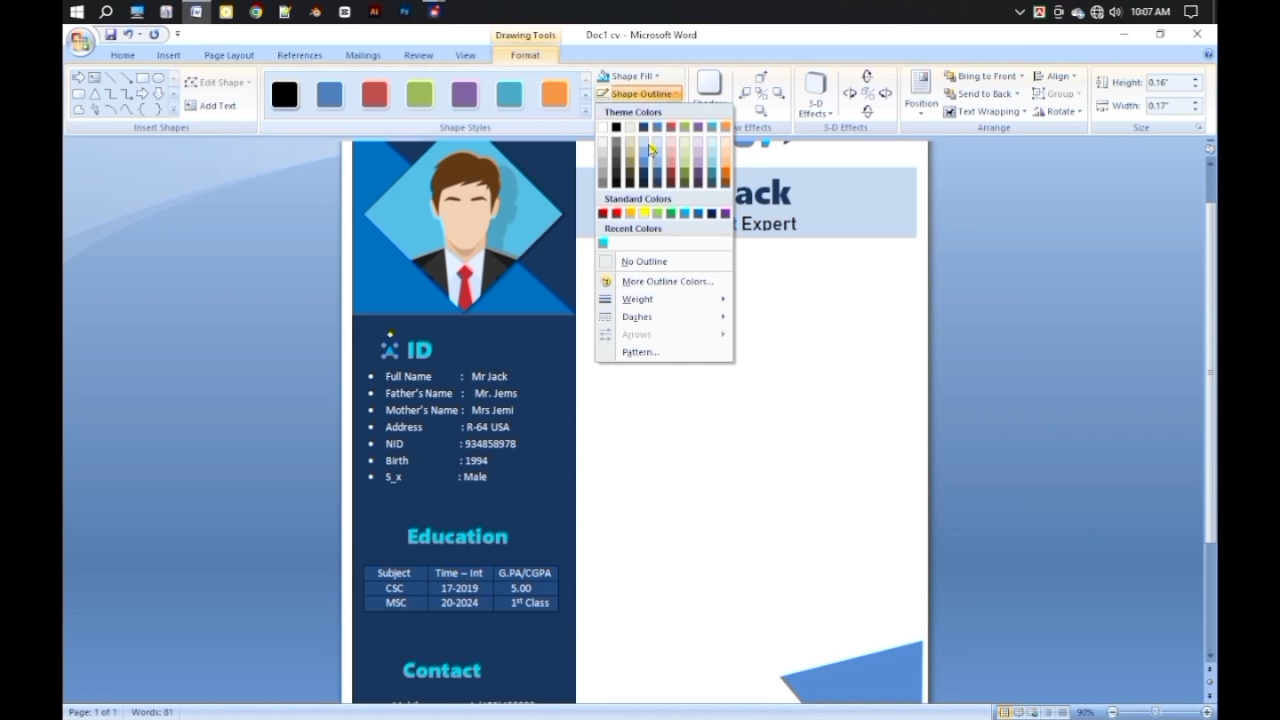 10:07 AM
Drawing Tools
Doc1 cv - Microsoft Word
Home Insert Page Layout References Mailings Review View Format
Edit Shape
Add Text
Insert Shapes
Shape Styles
Shape Fill
Shape Outline
3-D
Effects
3-D Effects
Position
Bring to Front
Send to Back
Text Wrapping
Align
Group
Rotate
Arrange
Height: 0.16"
Width: 0.17"
Size
Theme Colors
Standard Colors
Recent Colors
No Outline
More Outline Colors...
Weight
Dashes
Arrows
Pattern...
ack
t Expert
ID
Full Name : Mr Jack
Father's Name : Mr. Jems
Mother's Name : Mrs Jemi
Address : R-64 USA
NID : 934858978
Birth : 1994
S_x : Male
Education
Subject Time – Int G.PA/CGPA
CSC 17-2019 5.00
MSC 20-2024 1st Class
Contact
Page: 1 of 1 Words: 81
90%